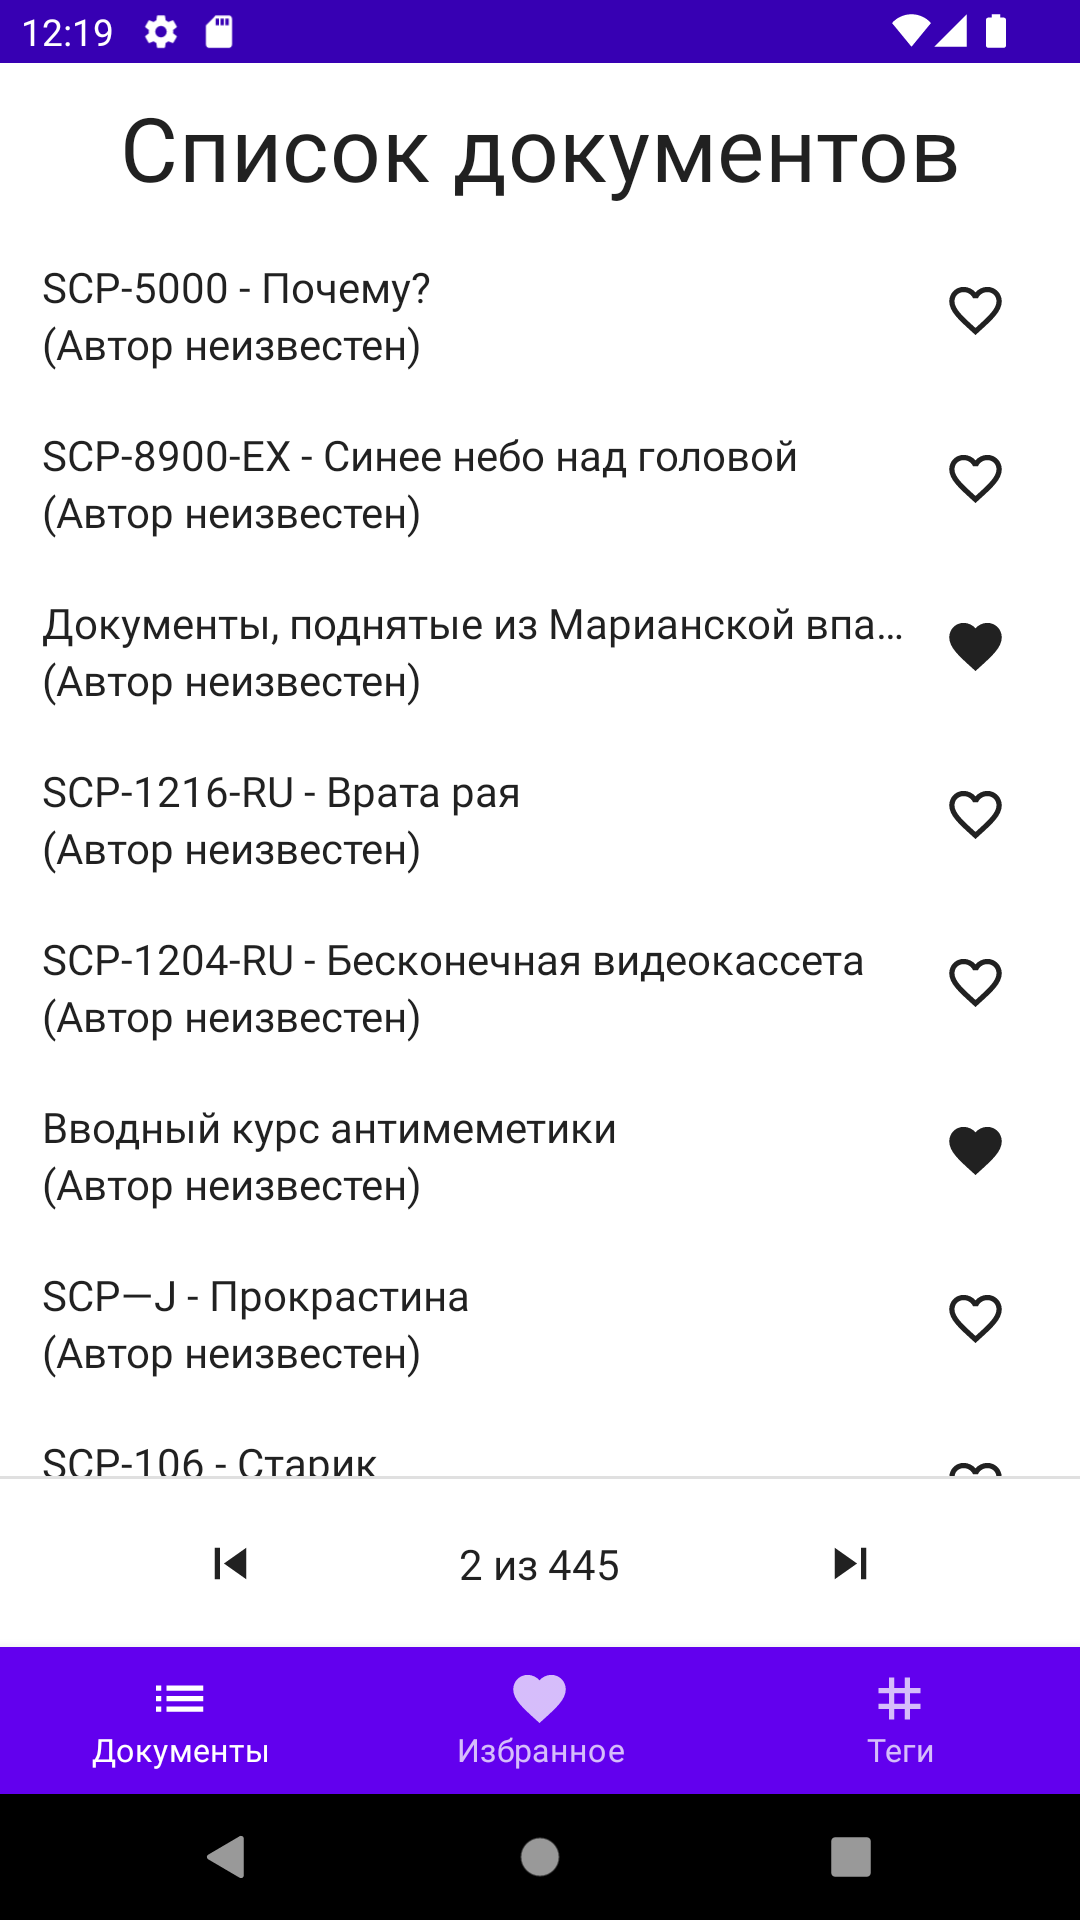 12:19
Список документов
SCP-5000 - Почему?
(Автор неизвестен)
SCP-8900-EX - Синее небо над головой
(Автор неизвестен)
Документы, поднятые из Марианской впа...
(Автор неизвестен)
SCP-1216-RU - Врата рая
(Автор неизвестен)
SCP-1204-RU - Бесконечная видеокассета
(Автор неизвестен)
Вводный курс антимеметики
(Автор неизвестен)
SCP—J - Прокрастина
(Автор неизвестен)
SCP-106 - Старик
2 из 445
Документы
Избранное
Теги